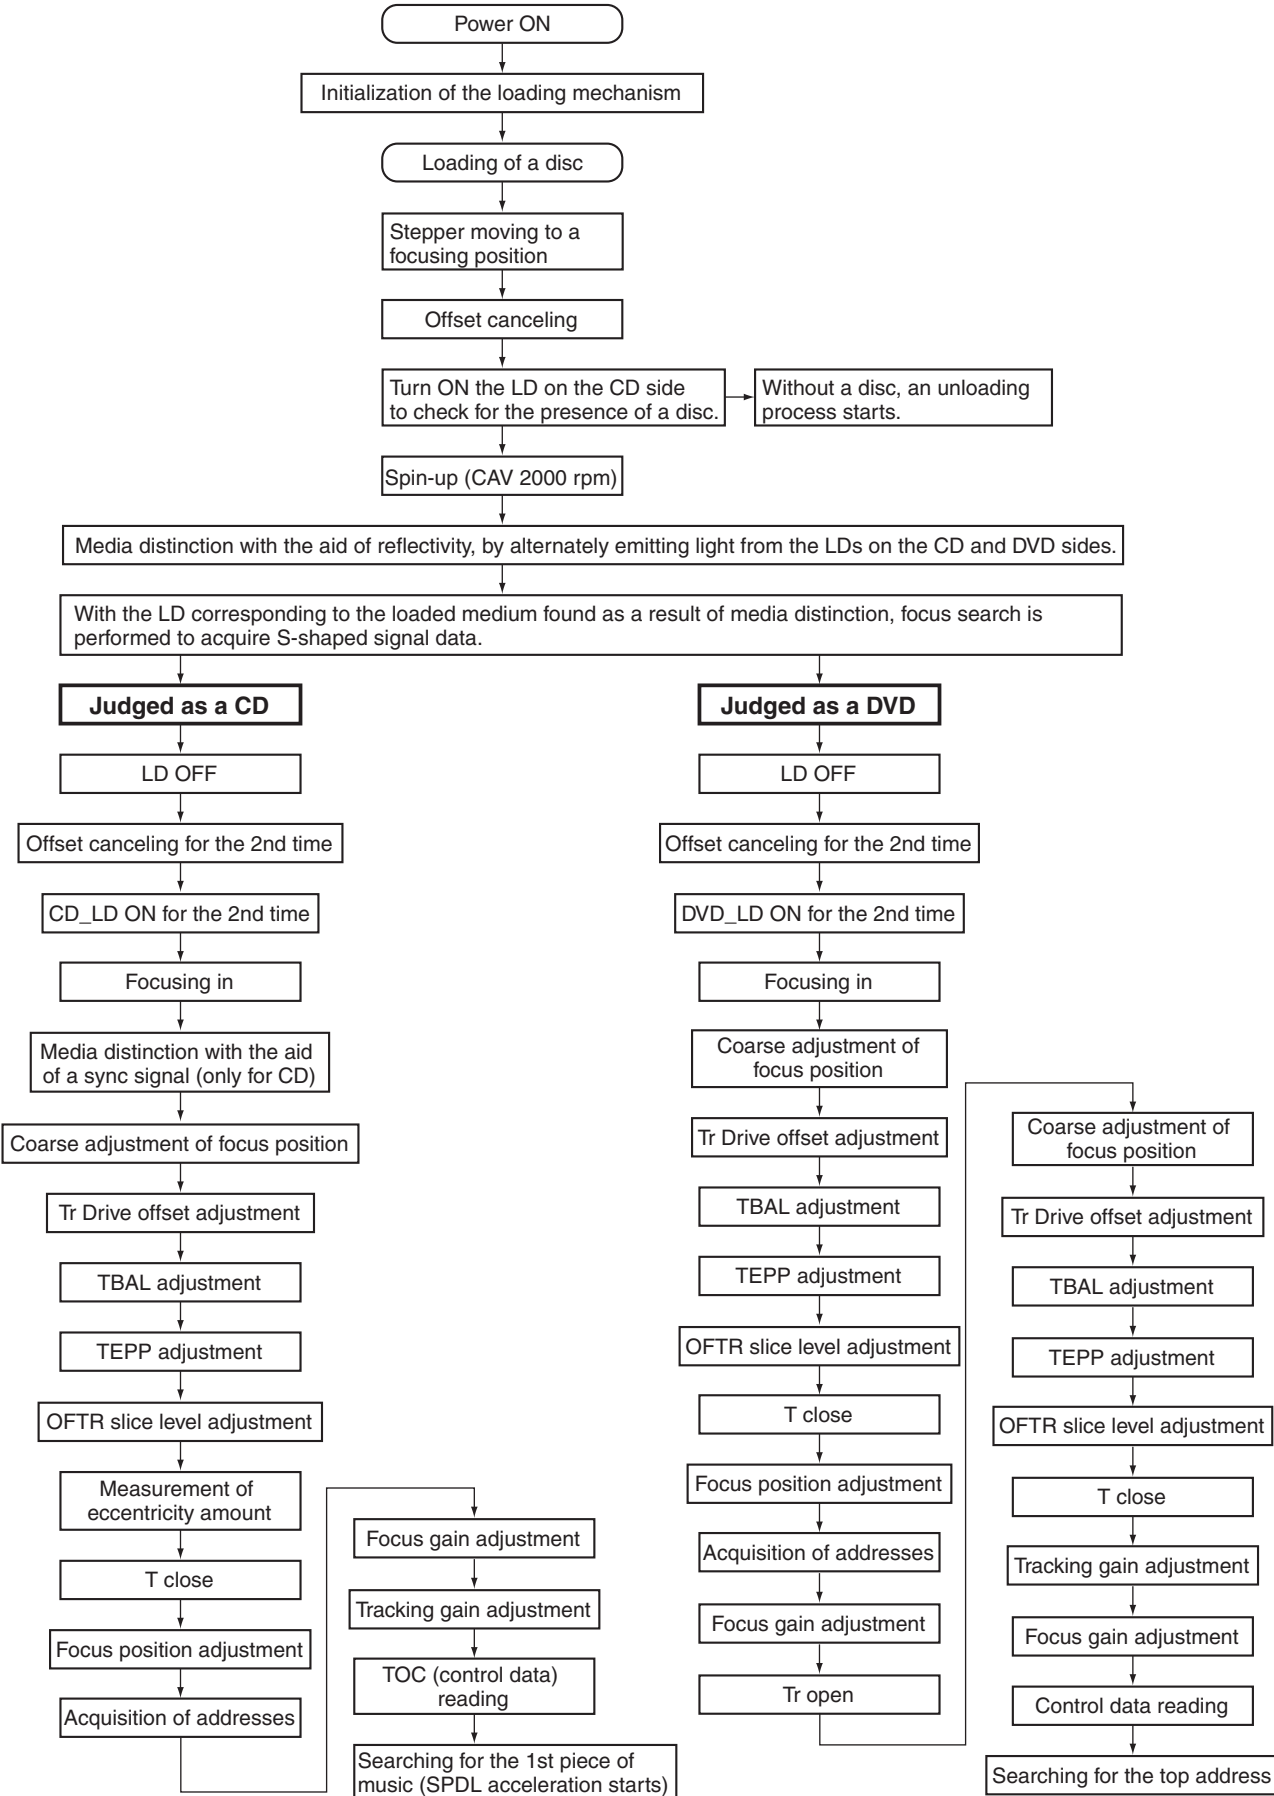 Power ON
Initialization of the loading mechanism
Loading of a disc
Stepper moving to a
focusing position
Offset canceling
Turn ON the LD on the CD side
to check for the presence of a disc.
Without a disc, an unloading
process starts.
Spin-up (CAV 2000 rpm)
Media distinction with the aid of reflectivity, by alternately emitting light from the LDs on the CD and DVD sides.
With the LD corresponding to the loaded medium found as a result of media distinction, focus search is
performed to acquire S-shaped signal data.
Judged as a CD
LD OFF
Offset canceling for the 2nd time
CD_LD ON for the 2nd time
Focusing in
Media distinction with the aid
of a sync signal (only for CD)
Coarse adjustment of focus position
Tr Drive offset adjustment
TBAL adjustment
TEPP adjustment
OFTR slice level adjustment
Measurement of
eccentricity amount
T close
Focus position adjustment
Acquisition of addresses
Focus gain adjustment
Tracking gain adjustment
TOC (control data)
reading
Searching for the 1st piece of
music (SPDL acceleration starts)
Judged as a DVD
LD OFF
Offset canceling for the 2nd time
DVD_LD ON for the 2nd time
Focusing in
Coarse adjustment of
focus position
Tr Drive offset adjustment
TBAL adjustment
TEPP adjustment
OFTR slice level adjustment
T close
Focus position adjustment
Acquisition of addresses
Focus gain adjustment
Tr open
Coarse adjustment of
focus position
Tr Drive offset adjustment
TBAL adjustment
TEPP adjustment
OFTR slice level adjustment
T close
Tracking gain adjustment
Focus gain adjustment
Control data reading
Searching for the top address